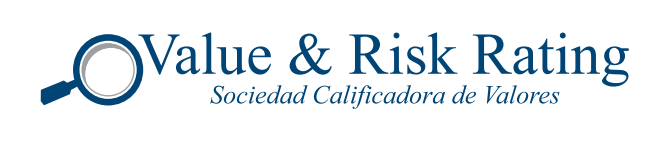 Value & Risk Rating
Sociedad Calificadora de Valores